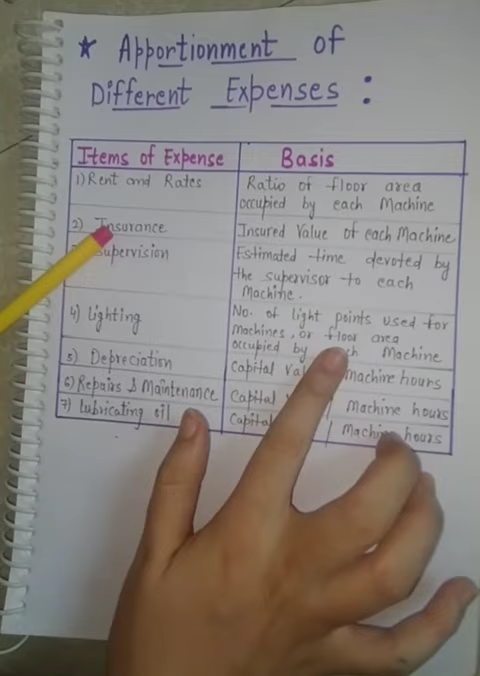 * Apportionment of
Different Expenses :
Items of Expense Basis
1) Rent and Rates Ratio of floor area
occupied by each Machine
2) Insurance Insured Value of each Machine
Supervision Estimated time devoted by
the supervisor to each
Machine.
4) Lighting No. of light points used for
machines, or floor area
occupied by Machine
5) Depreciation Capital Machine hours
6) Repairs & Maintenance Capital / Machine hours
7) Lubricating oil Capital / Machine hours